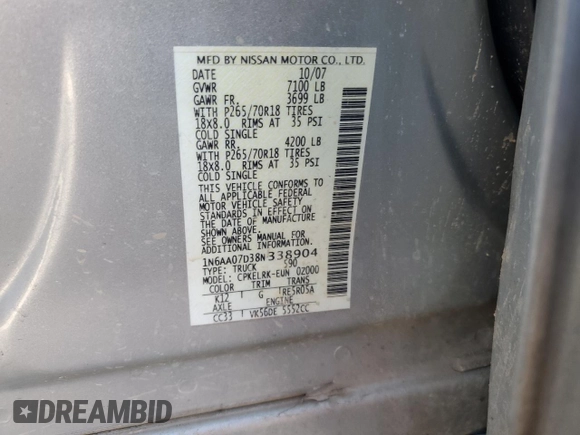 MFD BY NISSAN MOTOR CO., LTD.
DATE 10/07
GVWR 7100 LB
GAWR FR. 3699 LB
WITH P265/70R18 TIRES
18X8.0 RIMS AT 35 PSI
COLD SINGLE
GAWR RR. 4200 LB
WITH P265/70R18 TIRES
18X8.0 RIMS AT 35 PSI
COLD SINGLE
THIS VEHICLE CONFORMS TO
ALL APPLICABLE FEDERAL
MOTOR VEHICLE SAFETY
STANDARDS IN EFFECT ON
THE DATE OF MANUFACTURE
SHOWN ABOVE.
SEE OWNERS MANUAL FOR
ADDITIONAL INFORMATION.
1N6AA07D38N338904
TYPE: TRUCK 590
MODEL: CPKELRK-EUN 02000
COLOR TRIM TRANS
K12 G RE5R05A
AXLE ENGINE
CC33 VK56DE 5552CC
DREAMBID